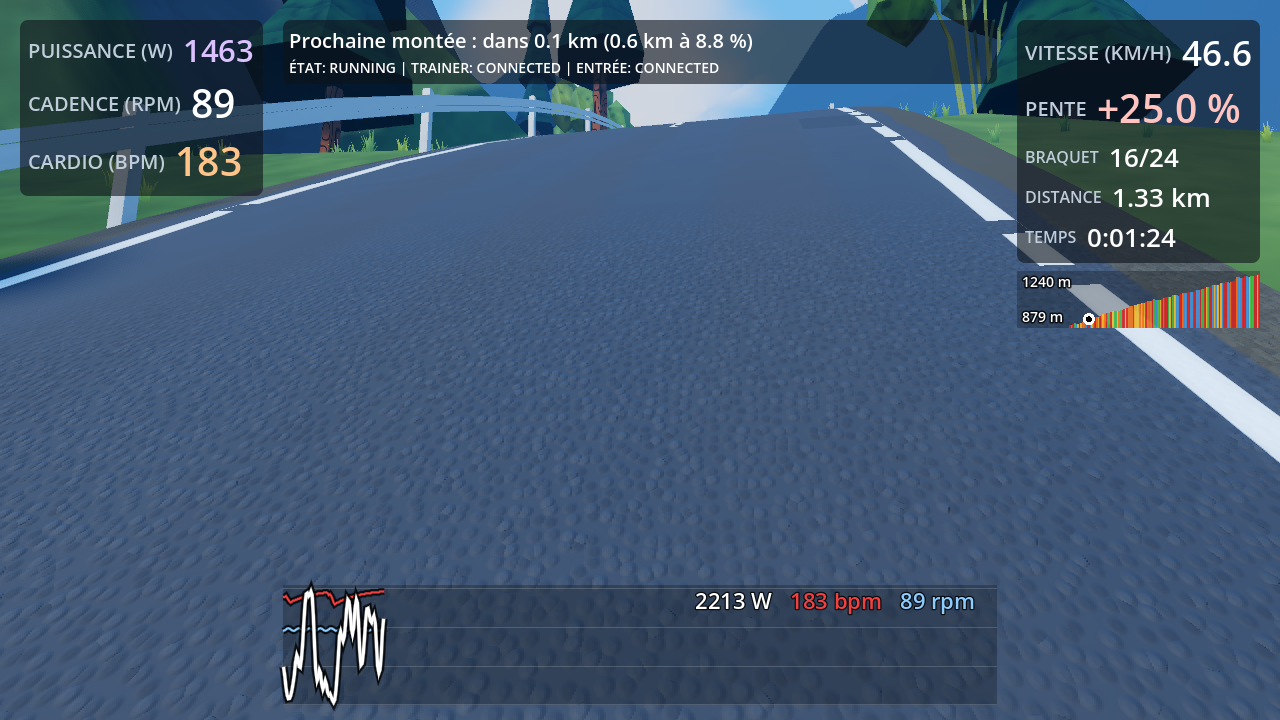 PUISSANCE (W) 1463
CADENCE (RPM) 89
CARDIO (BPM) 183
Prochaine montée : dans 0.1 km (0.6 km à 8.8 %)
ÉTAT: RUNNING | TRAINER: CONNECTED | ENTRÉE: CONNECTED
VITESSE (KM/H) 46.6
PENTE +25.0 %
BRAQUET 16/24
DISTANCE 1.33 km
TEMPS 0:01:24
1240 m
879 m
2213 W 183 bpm 89 rpm